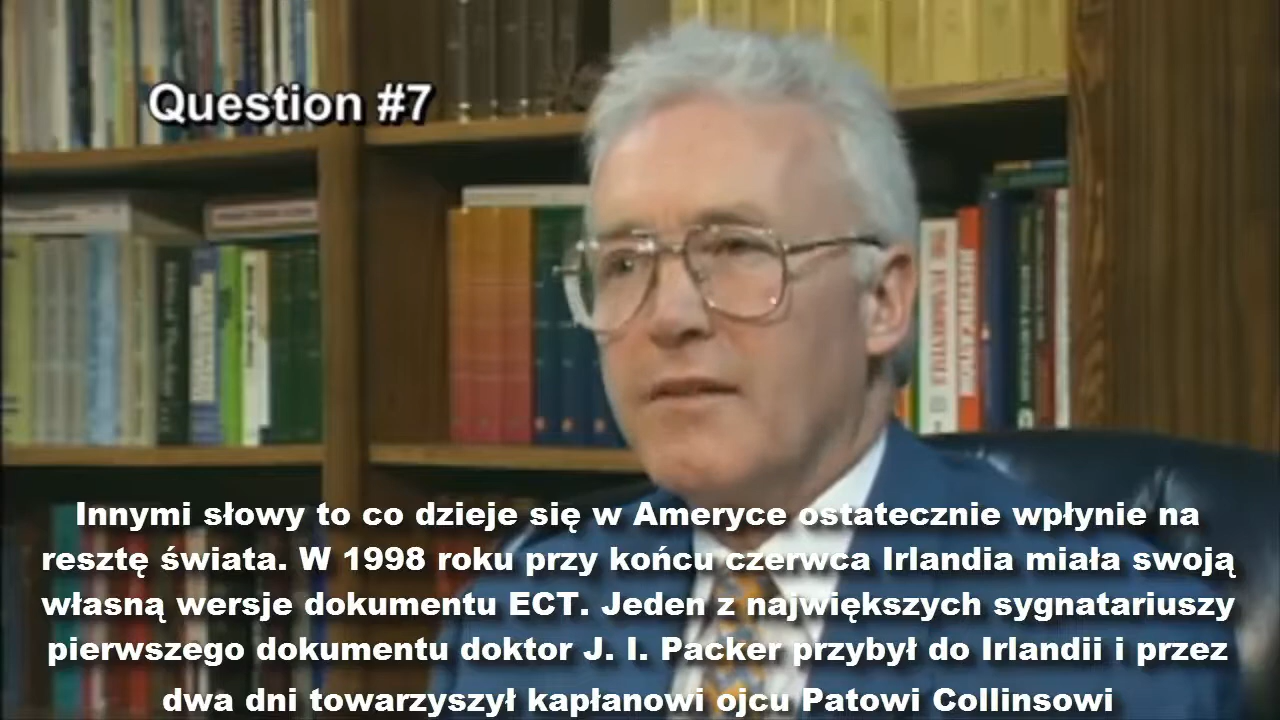 Question #7
Innymi słowy to co dzieje się w Ameryce ostatecznie wpłynie na
resztę świata. W 1998 roku przy końcu czerwca Irlandia miała swoją
własną wersje dokumentu ECT. Jeden z największych sygnatariuszy
pierwszego dokumentu doktor J. I. Packer przybył do Irlandii i przez
dwa dni towarzyszył kapłanowi ojcu Patowi Collinsowi